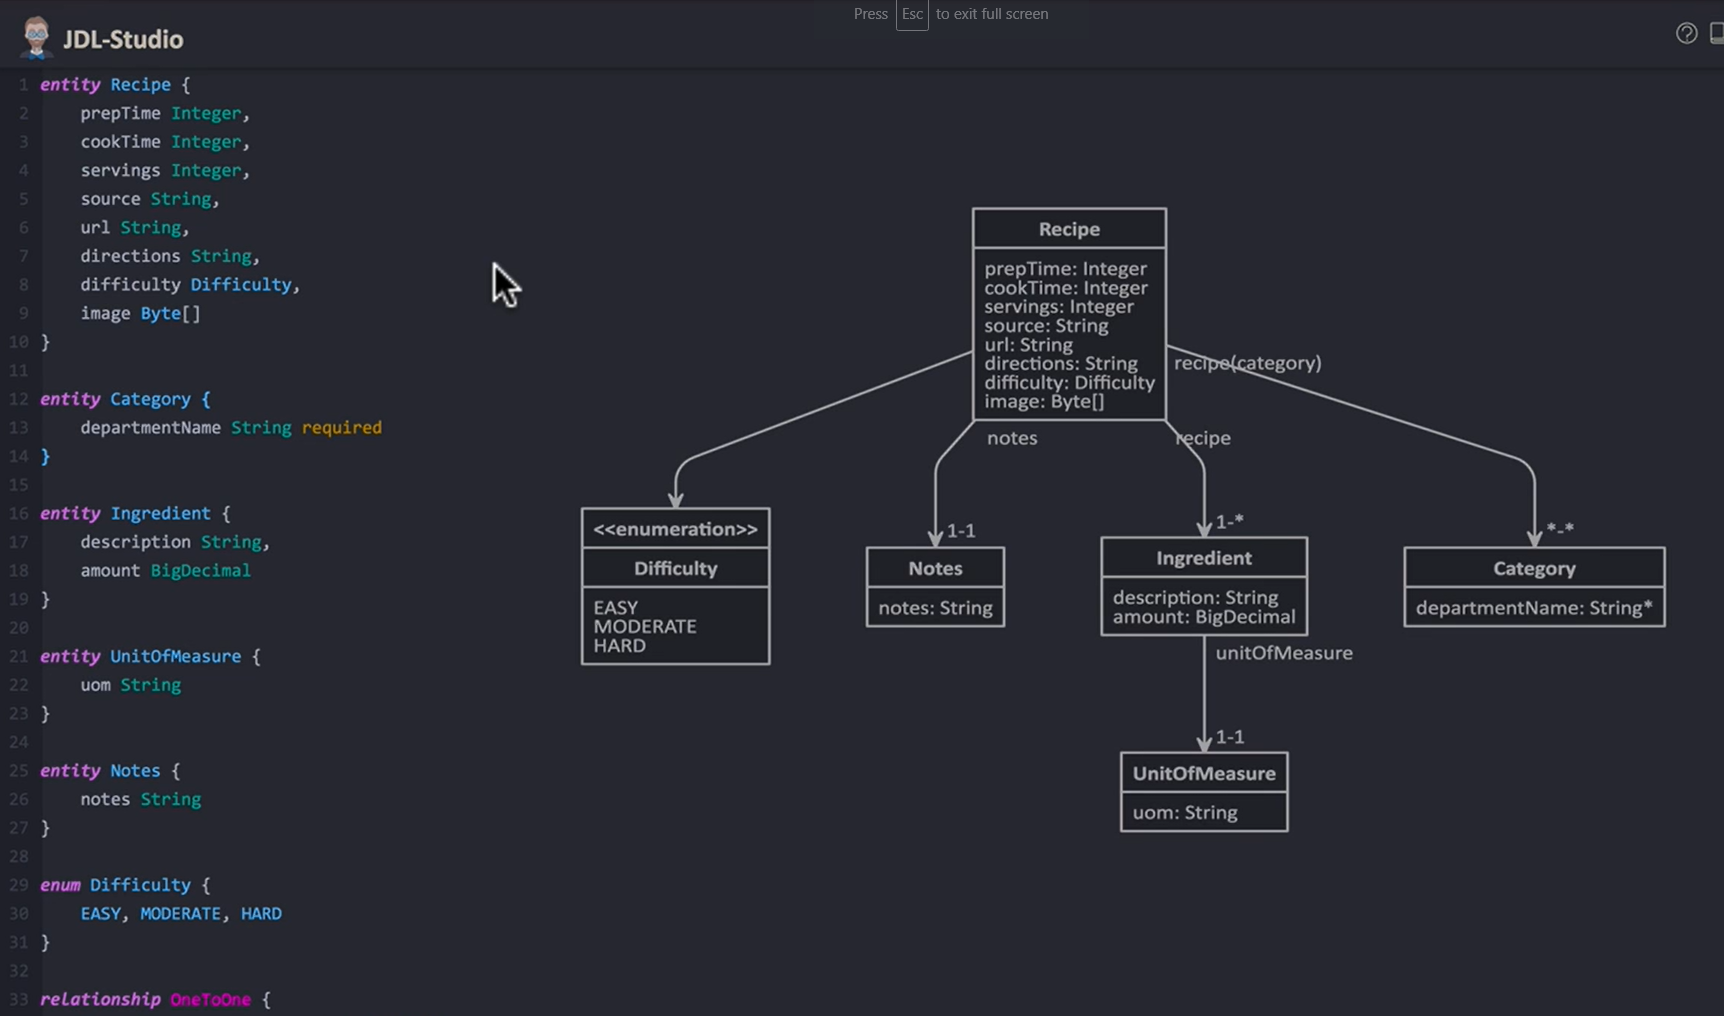 Press Esc to exit full screen
JDL-Studio
1 entity Recipe {
2 prepTime Integer,
3 cookTime Integer,
4 servings Integer,
5 source String,
6 url String,
7 directions String,
8 difficulty Difficulty,
9 image Byte[]
10 }
11
12 entity Category {
13 departmentName String required
14 }
15
16 entity Ingredient {
17 description String,
18 amount BigDecimal
19 }
20
21 entity UnitOfMeasure {
22 uom String
23 }
24
25 entity Notes {
26 notes String
27 }
28
29 enum Difficulty {
30 EASY, MODERATE, HARD
31 }
32
33 relationship OneToOne {
Recipe
prepTime: Integer
cookTime: Integer
servings: Integer
source: String
url: String
directions: String
difficulty: Difficulty
image: Byte[]
recipe(category)
notes
recipe
<<enumeration>>
Difficulty
EASY
MODERATE
HARD
1-1
Notes
notes: String
1-*
Ingredient
description: String
amount: BigDecimal
*-*
Category
departmentName: String*
unitOfMeasure
1-1
UnitOfMeasure
uom: String